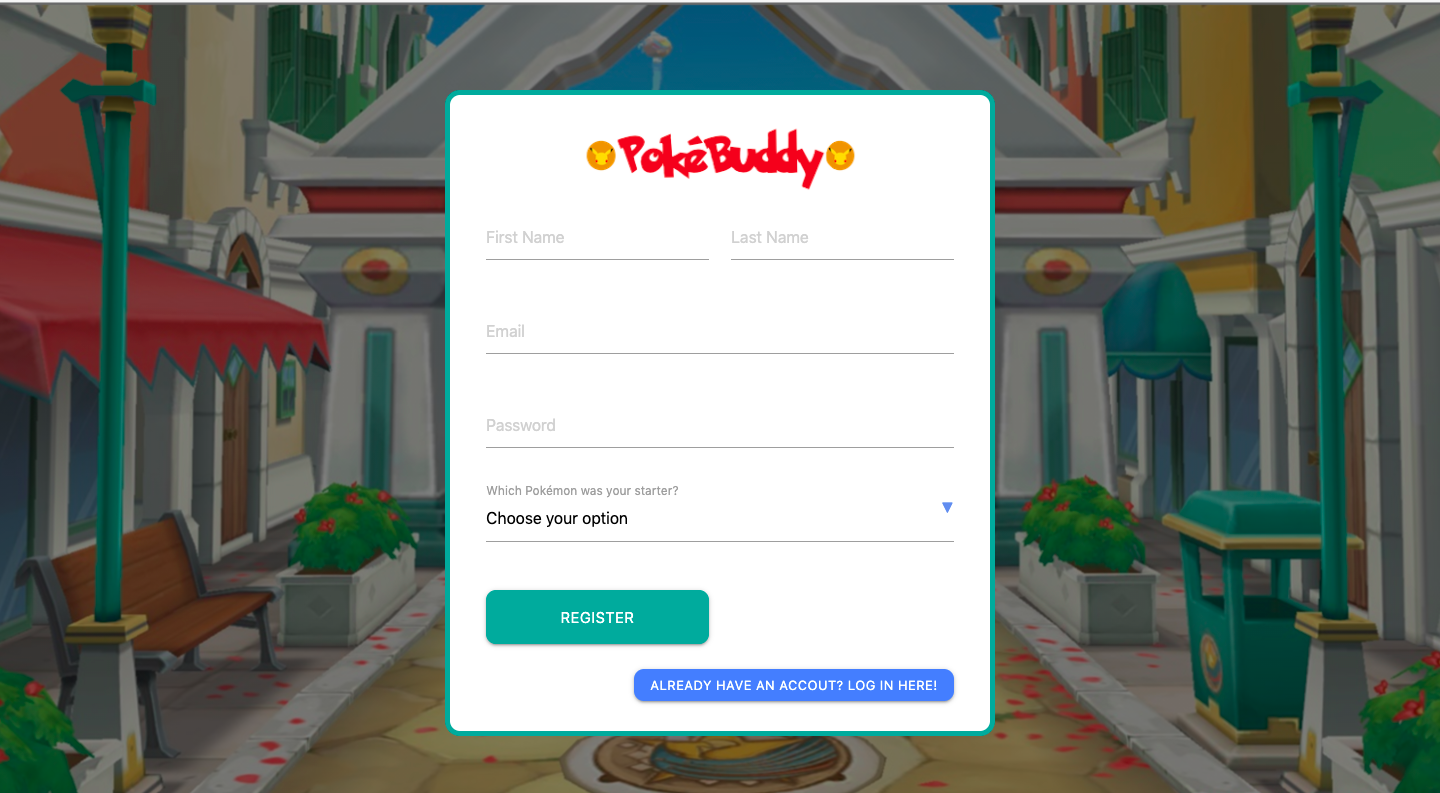 PokéBuddy
First Name Last Name
Email
Password
Which Pokémon was your starter?
Choose your option
REGISTER
ALREADY HAVE AN ACCOUT? LOG IN HERE!